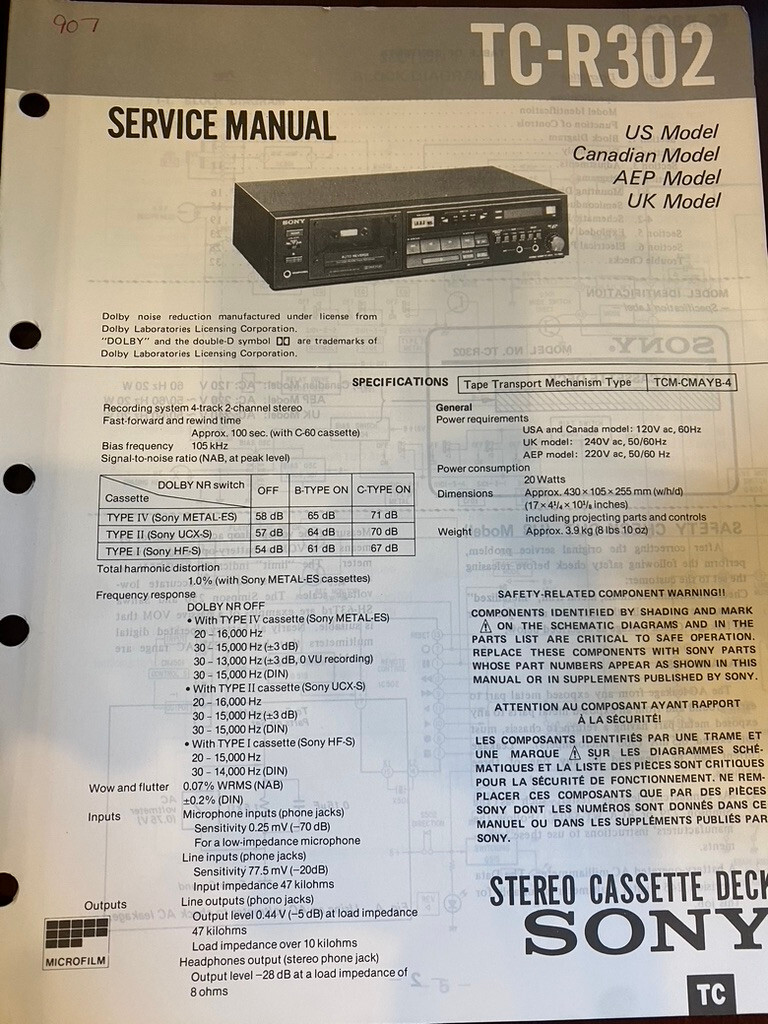 907
TC-R302
SERVICE MANUAL
US Model
Canadian Model
AEP Model
UK Model
SONY
Dolby noise reduction manufactured under license from
Dolby Laboratories Licensing Corporation.
"DOLBY" and the double-D symbol are trademarks of
Dolby Laboratories Licensing Corporation.
SPECIFICATIONS
Tape Transport Mechanism Type TCM-CMAYB-4
Recording system 4-track 2-channel stereo
Fast-forward and rewind time
Approx. 100 sec. (with C-60 cassette)
Bias frequency 105 kHz
Signal-to-noise ratio (NAB, at peak level)
DOLBY NR switch
Cassette
OFF B-TYPE ON C-TYPE ON
TYPE IV (Sony METAL-ES) 58 dB 65 dB 71 dB
TYPE II (Sony UCX-S) 57 dB 64 dB 70 dB
TYPE I (Sony HF-S) 54 dB 61 dB 67 dB
Total harmonic distortion
1.0% (with Sony METAL-ES cassettes)
Frequency response
DOLBY NR OFF
• With TYPE IV cassette (Sony METAL-ES)
20 – 16,000 Hz
30 – 15,000 Hz (±3 dB)
30 – 13,000 Hz (±3 dB, 0 VU recording)
30 – 15,000 Hz (DIN)
• With TYPE II cassette (Sony UCX-S)
20 – 16,000 Hz
30 – 15,000 Hz (±3 dB)
30 – 15,000 Hz (DIN)
• With TYPE I cassette (Sony HF-S)
20 – 15,000 Hz
30 – 14,000 Hz (DIN)
Wow and flutter 0.07% WRMS (NAB)
±0.2% (DIN)
Inputs Microphone inputs (phone jacks)
Sensitivity 0.25 mV (–70 dB)
For a low-impedance microphone
Line inputs (phone jacks)
Sensitivity 77.5 mV (–20dB)
Input impedance 47 kilohms
Outputs Line outputs (phono jacks)
Output level 0.44 V (–5 dB) at load impedance
47 kilohms
Load impedance over 10 kilohms
Headphones output (stereo phone jack)
Output level –28 dB at a load impedance of
8 ohms
MICROFILM
General
Power requirements
USA and Canada model: 120V ac, 60Hz
UK model: 240V ac, 50/60Hz
AEP model: 220V ac, 50/60 Hz
Power consumption
20 Watts
Dimensions Approx. 430 × 105 × 255 mm (w/h/d)
(17 × 4 1/4 × 10 1/8 inches)
including projecting parts and controls
Weight Approx. 3.9 kg (8 lbs 10 oz)
SAFETY-RELATED COMPONENT WARNING!!
COMPONENTS IDENTIFIED BY SHADING AND MARK
⚠ ON THE SCHEMATIC DIAGRAMS AND IN THE
PARTS LIST ARE CRITICAL TO SAFE OPERATION.
REPLACE THESE COMPONENTS WITH SONY PARTS
WHOSE PART NUMBERS APPEAR AS SHOWN IN THIS
MANUAL OR IN SUPPLEMENTS PUBLISHED BY SONY.
ATTENTION AU COMPOSANT AYANT RAPPORT
À LA SÉCURITÉ!
LES COMPOSANTS IDENTIFIÉS PAR UNE TRAME ET
UNE MARQUE ⚠ SUR LES DIAGRAMMES SCHÉ-
MATIQUES ET LA LISTE DES PIÈCES SONT CRITIQUES
POUR LA SÉCURITÉ DE FONCTIONNEMENT. NE REM-
PLACER CES COMPOSANTS QUE PAR DES PIÈCES
SONY DONT LES NUMÉROS SONT DONNÉS DANS CE
MANUEL OU DANS LES SUPPLÉMENTS PUBLIÉS PAR
SONY.
STEREO CASSETTE DECK
SONY
TC